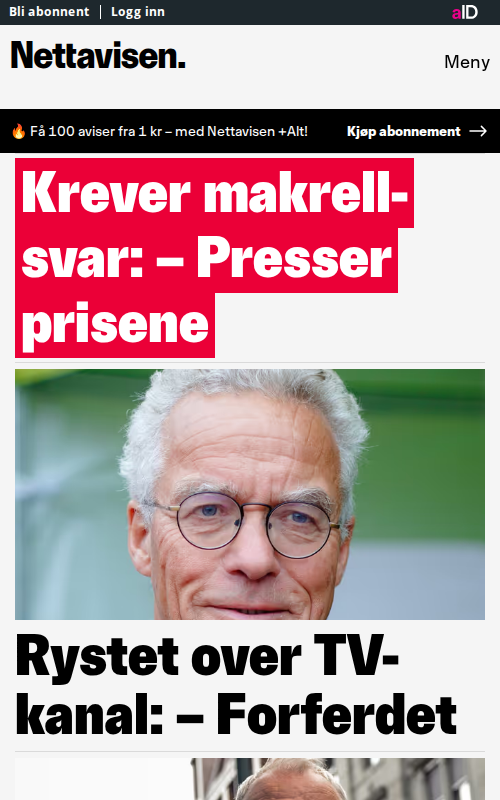 Bli abonnent | Logg inn
aID
Nettavisen.
Meny
🔥 Få 100 aviser fra 1 kr – med Nettavisen +Alt!
Kjøp abonnement →
Krever makrell-
svar: – Presser
prisene
Rystet over TV-
kanal: – Forferdet